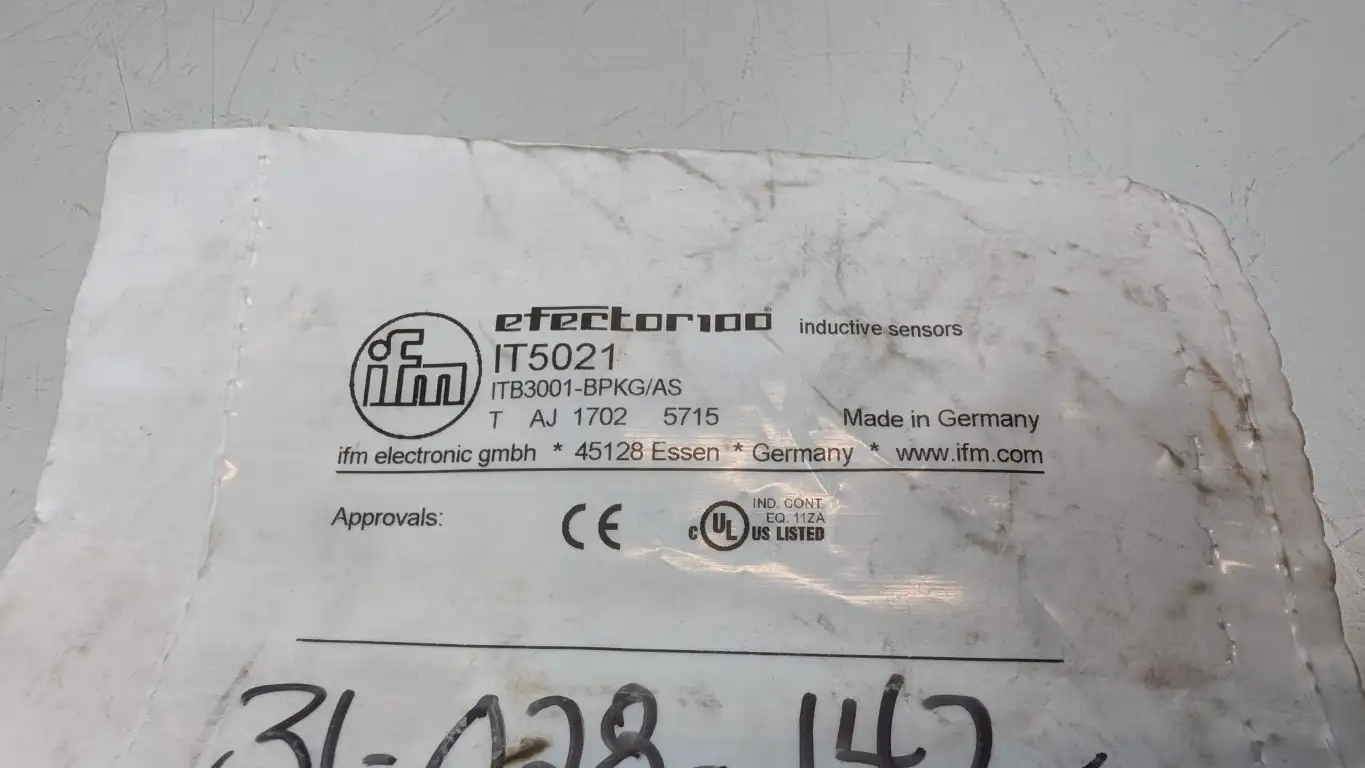 efector100® inductive sensors
ifm
IT5021
ITB3001-BPKG/AS
T AJ 1702 5715 Made in Germany
ifm electronic gmbh * 45128 Essen * Germany * www.ifm.com
Approvals: CE
IND. CONT.
EQ. 11ZA
c UL US LISTED